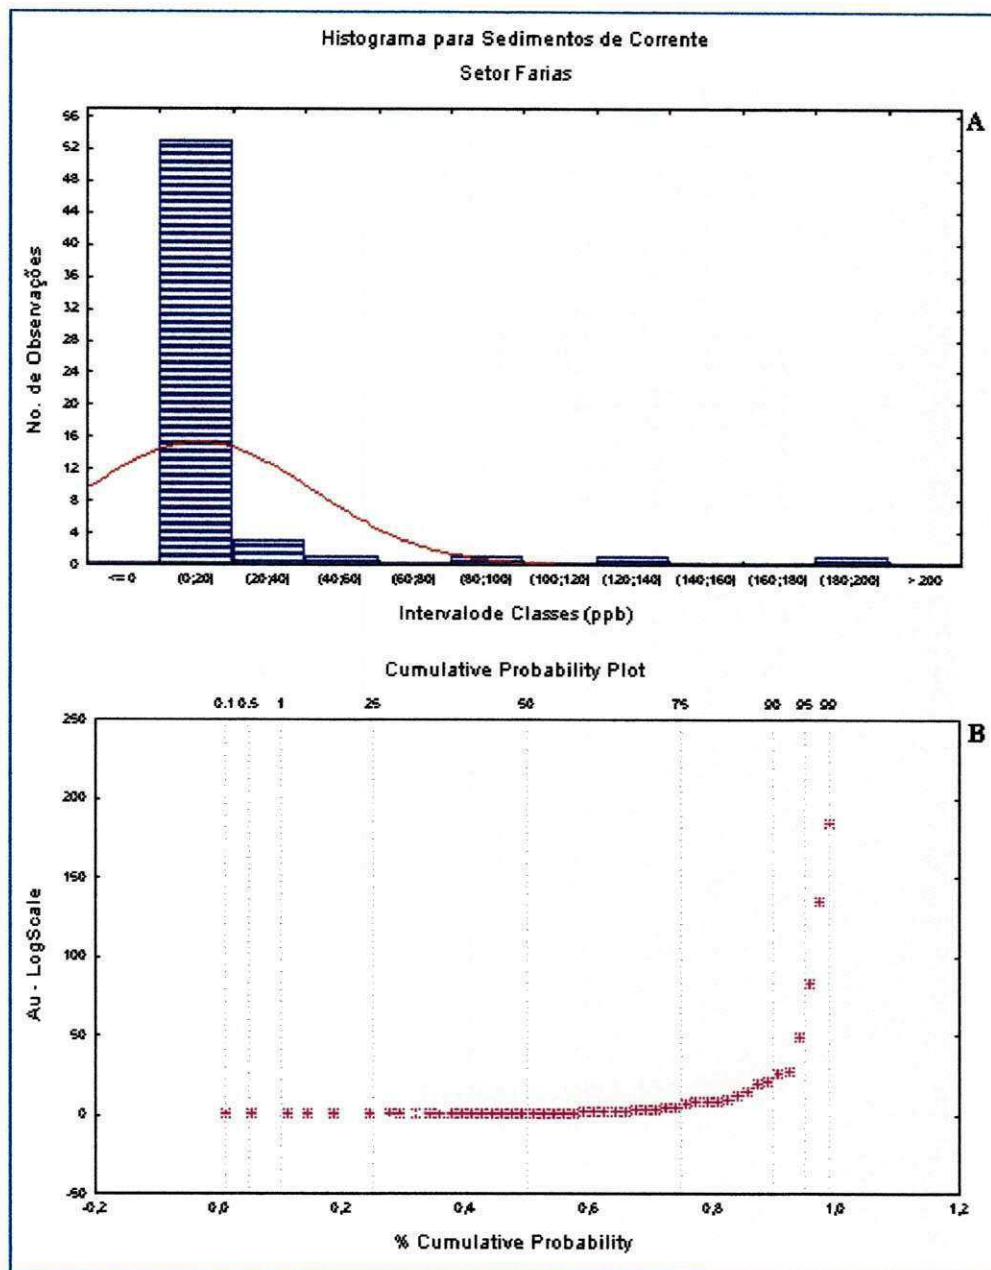 Histograma para Sedimentos de Corrente
Setor Farias
A
No. de Observações
56
52
48
44
40
36
32
28
24
20
16
12
8
4
0
<= 0 (0;20] (20;40] (40;60] (60;80] (80;100] (100;120] (120;140] (140;160] (160;180] (180;200] > 200
Intervalode Classes (ppb)
Cumulative Probability Plot
0.1 0.5 1 25 50 75 90 95 99
B
Au - LogScale
250
200
150
100
50
0
-50
-0,2 0,0 0,2 0,4 0,6 0,8 1,0 1,2
% Cumulative Probability